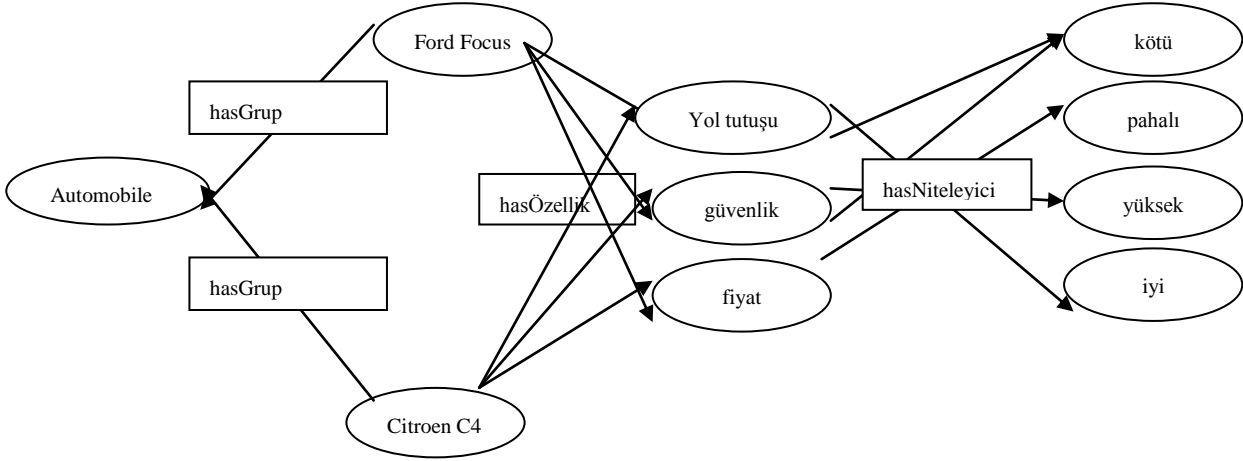 Ford Focus
kötü
hasGrup
Yol tutuşu
pahalı
Automobile
hasÖzellik
güvenlik
hasNiteleyici
yüksek
hasGrup
fiyat
iyi
Citroen C4